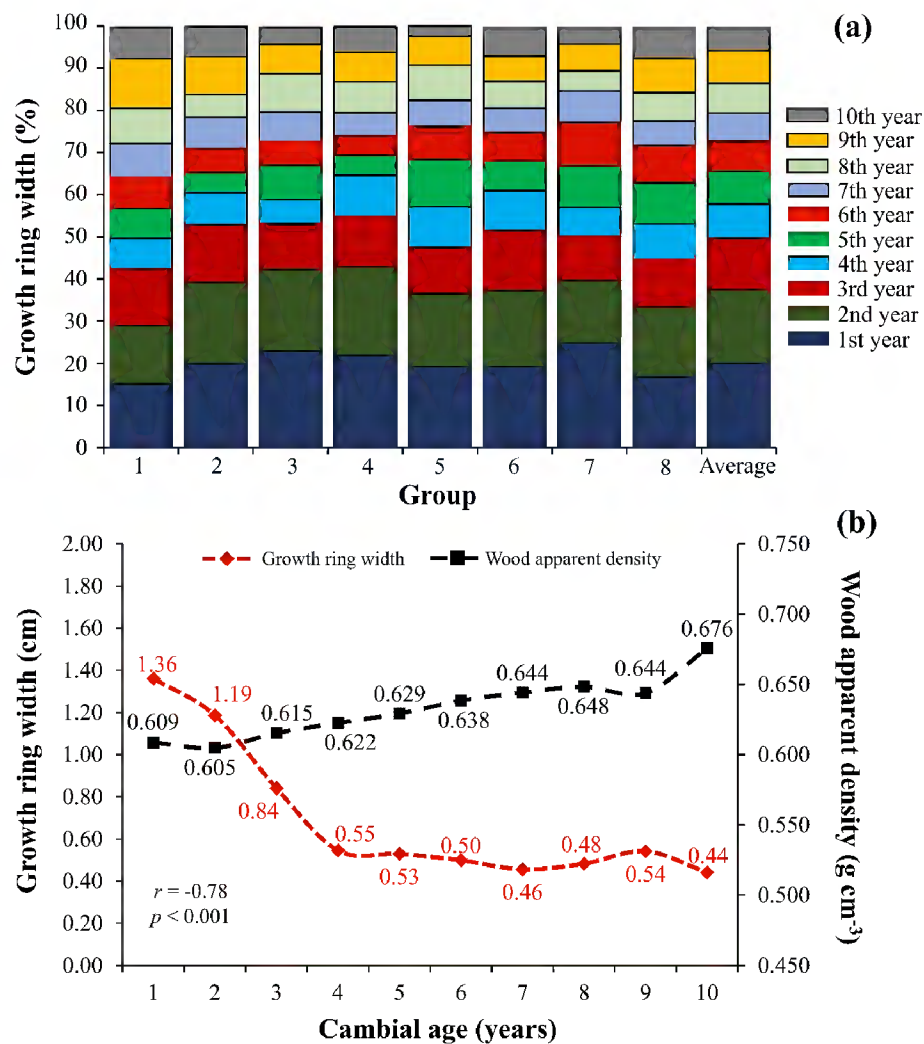 (a)
100
90
80
70
60
50
40
30
20
10
0
Growth ring width (%)
10th year
9th year
8th year
7th year
6th year
5th year
4th year
3rd year
2nd year
1st year
1 2 3 4 5 6 7 8 Average
Group
(b)
2.00
1.80
1.60
1.40
1.20
1.00
0.80
0.60
0.40
0.20
0.00
Growth ring width (cm)
Growth ring width
Wood apparent density
1.36
1.19
0.84
0.55
0.53
0.50
0.46
0.48
0.54
0.44
0.609
0.605
0.615
0.622
0.629
0.638
0.644
0.648
0.644
0.676
r = -0.78
p < 0.001
0.750
0.700
0.650
0.600
0.550
0.500
0.450
Wood apparent
density (g cm⁻³)
1 2 3 4 5 6 7 8 9 10
Cambial age (years)